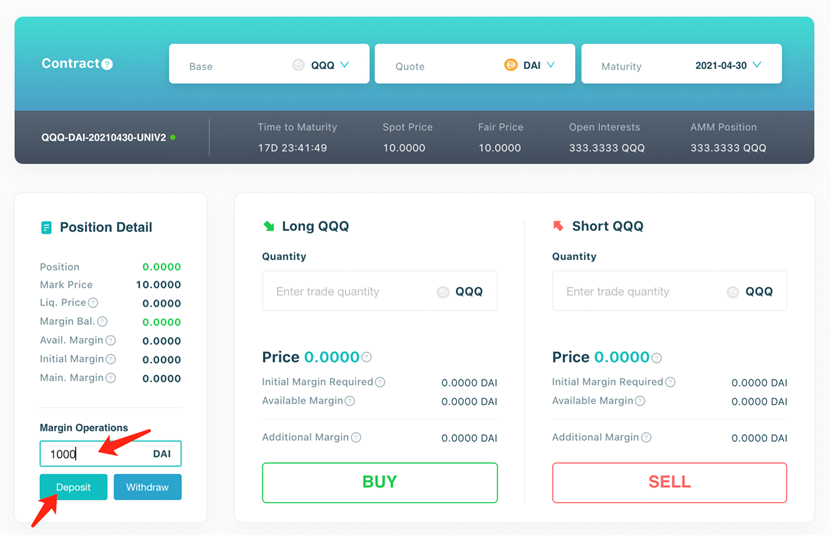 Contract ?
Base QQQ
Quote DAI
Maturity 2021-04-30
QQQ-DAI-20210430-UNIV2
Time to Maturity Spot Price Fair Price Open Interests AMM Position
17D 23:41:49 10.0000 10.0000 333.3333 QQQ 333.3333 QQQ
Position Detail
Position 0.0000
Mark Price 10.0000
Liq. Price ? 0.0000
Margin Bal. ? 0.0000
Avail. Margin ? 0.0000
Initial Margin ? 0.0000
Main. Margin ? 0.0000
Margin Operations
1000 DAI
Deposit Withdraw
Long QQQ
Quantity
Enter trade quantity QQQ
Price 0.0000 ?
Initial Margin Required ? 0.0000 DAI
Available Margin ? 0.0000 DAI
Additional Margin ? 0.0000 DAI
BUY
Short QQQ
Quantity
Enter trade quantity QQQ
Price 0.0000 ?
Initial Margin Required ? 0.0000 DAI
Available Margin ? 0.0000 DAI
Additional Margin ? 0.0000 DAI
SELL